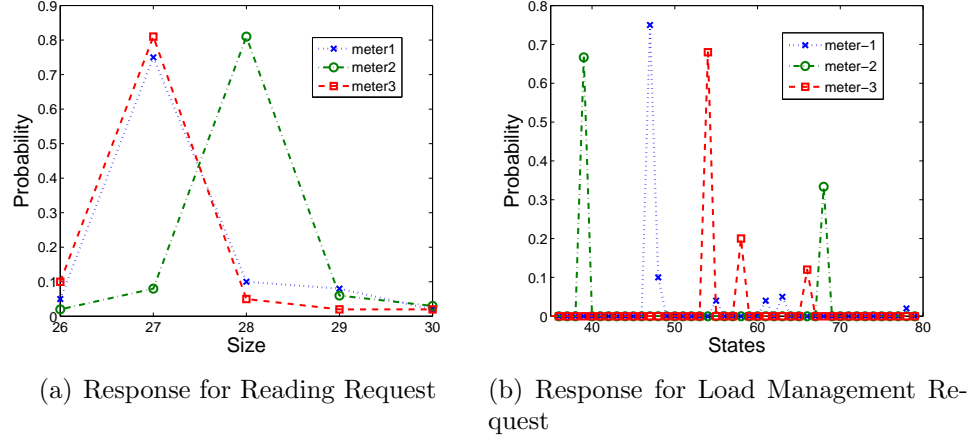 0.9
0.8
0.7
0.6
0.5
0.4
0.3
0.2
0.1
0
26 27 28 29 30
Probability
Size
meter1
meter2
meter3
(a) Response for Reading Request
0.8
0.7
0.6
0.5
0.4
0.3
0.2
0.1
0
40 50 60 70 80
Probability
States
meter-1
meter-2
meter-3
(b) Response for Load Management Re-
quest